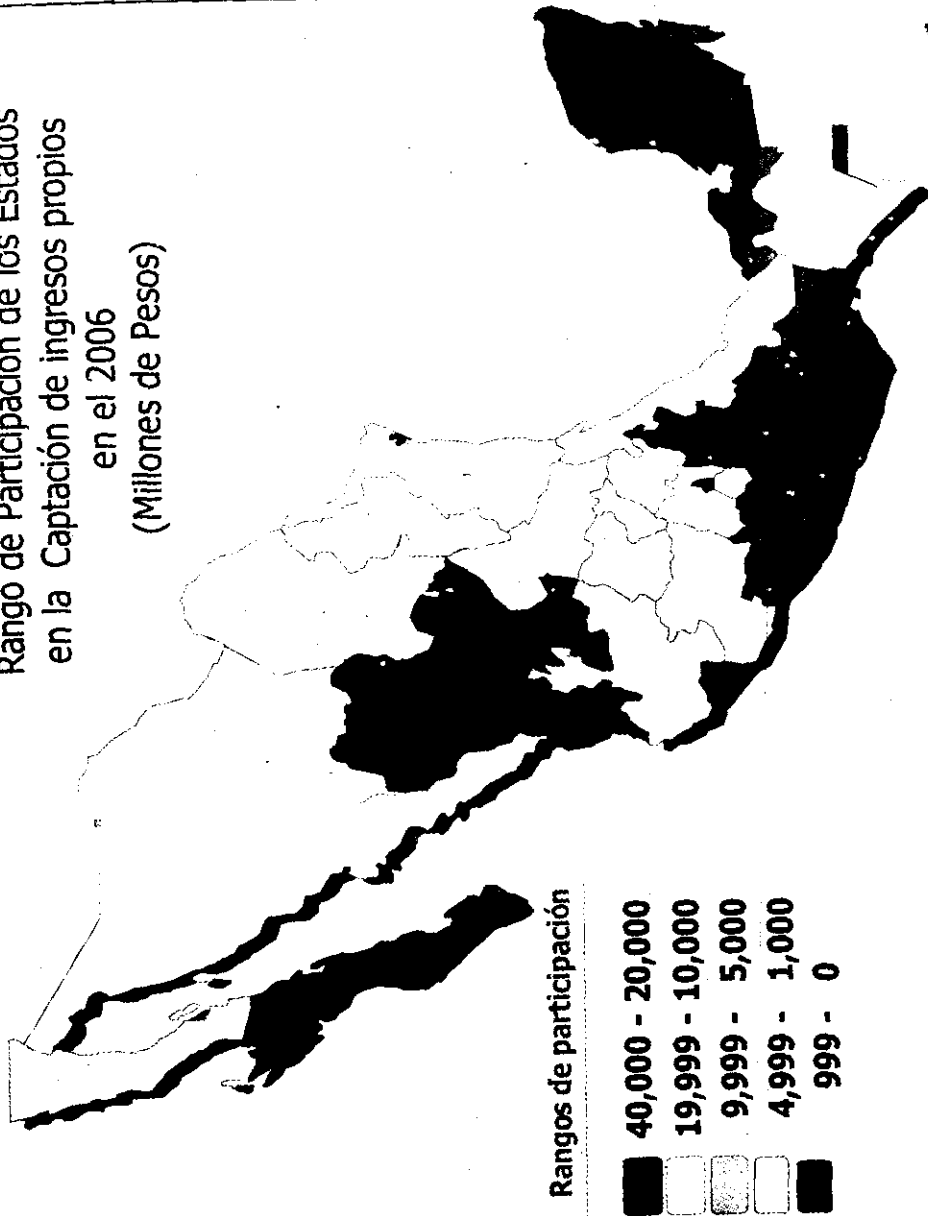 Rango de Participación de los Estados
en la Captación de ingresos propios
en el 2006
(Millones de Pesos)
Rangos de participación
40,000 - 20,000
19,999 - 10,000
9,999 - 5,000
4,999 - 1,000
999 - 0